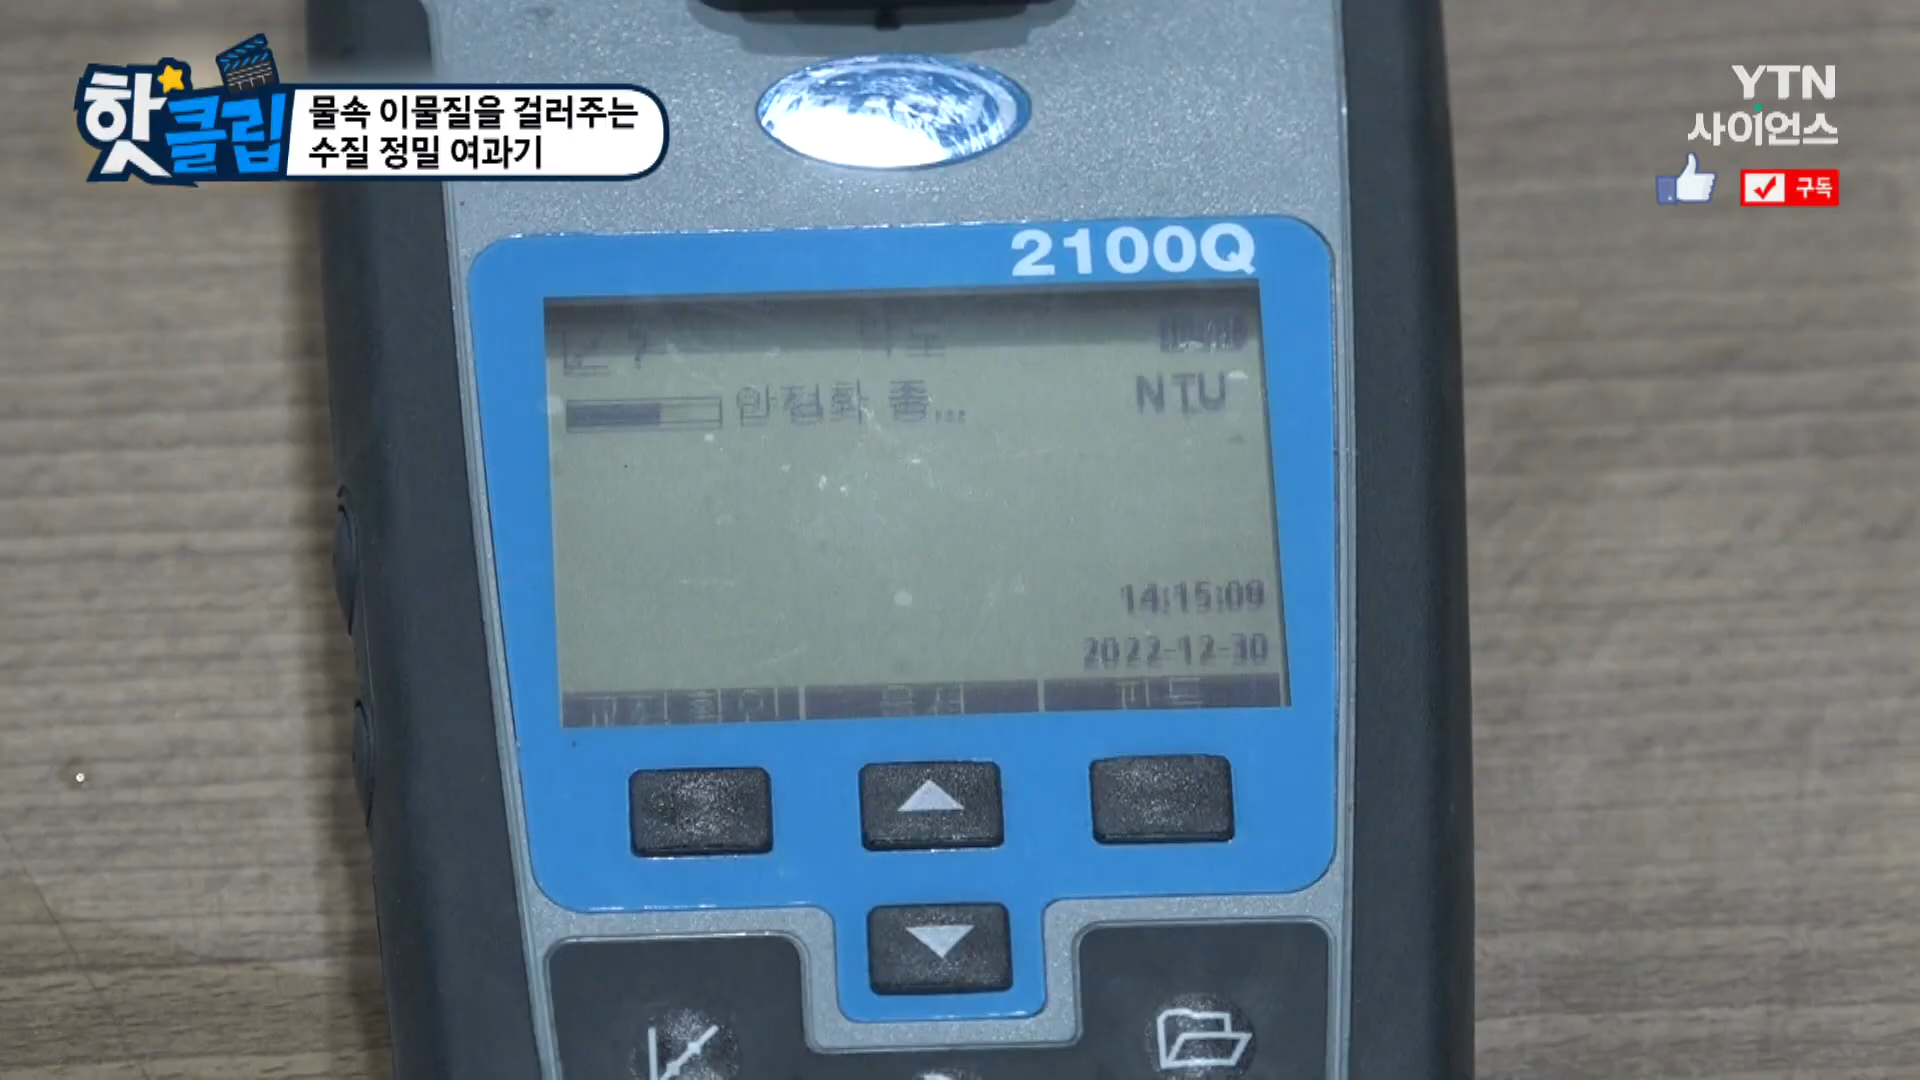 핫클립
물속 이물질을 걸러주는
수질 정밀 여과기
YTN
사이언스
구독
2100Q
?
안정화 중...
NTU
14:15:09
2022-12-30